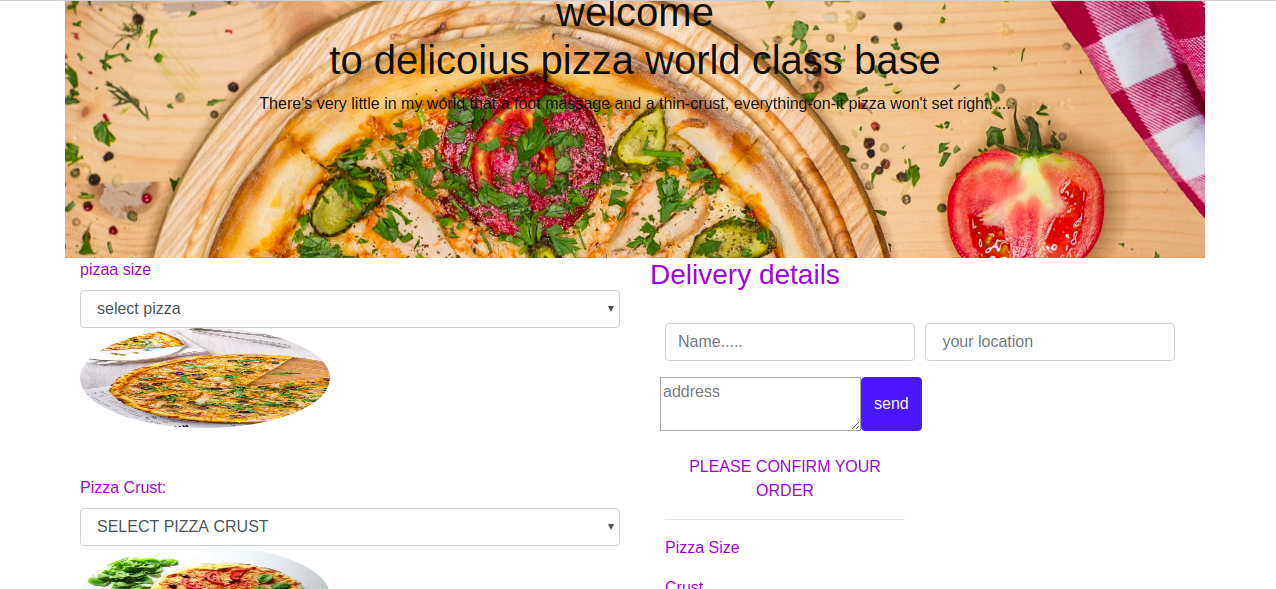 welcome
to delicoius pizza world class base
There's very little in my world that a foot massage and a thin-crust, everything-on-it pizza won't set right. ...
pizaa size
select pizza
Delivery details
Name.....
your location
address
send
PLEASE CONFIRM YOUR
ORDER
Pizza Crust:
SELECT PIZZA CRUST
Pizza Size
Crust